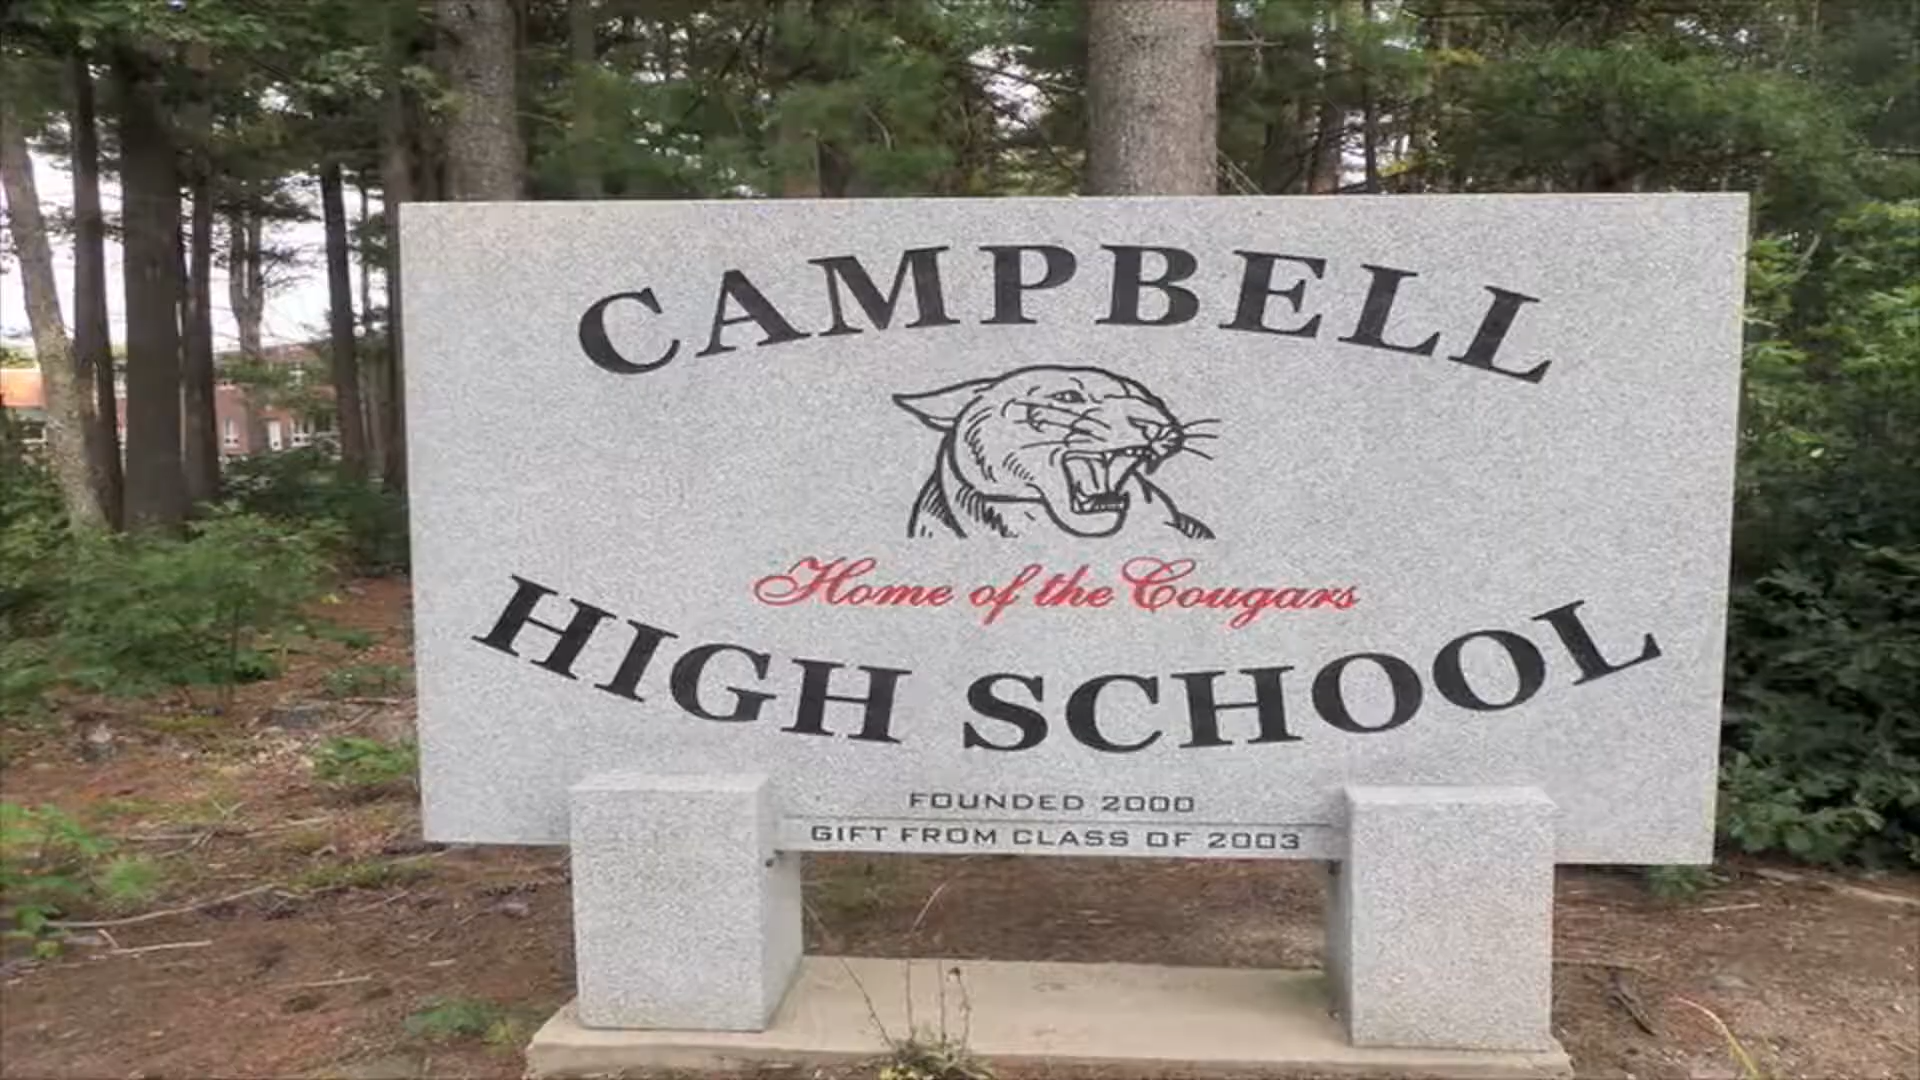 CAMPBELL
Home of the Cougars
HIGH SCHOOL
FOUNDED 2000
GIFT FROM CLASS OF 2003